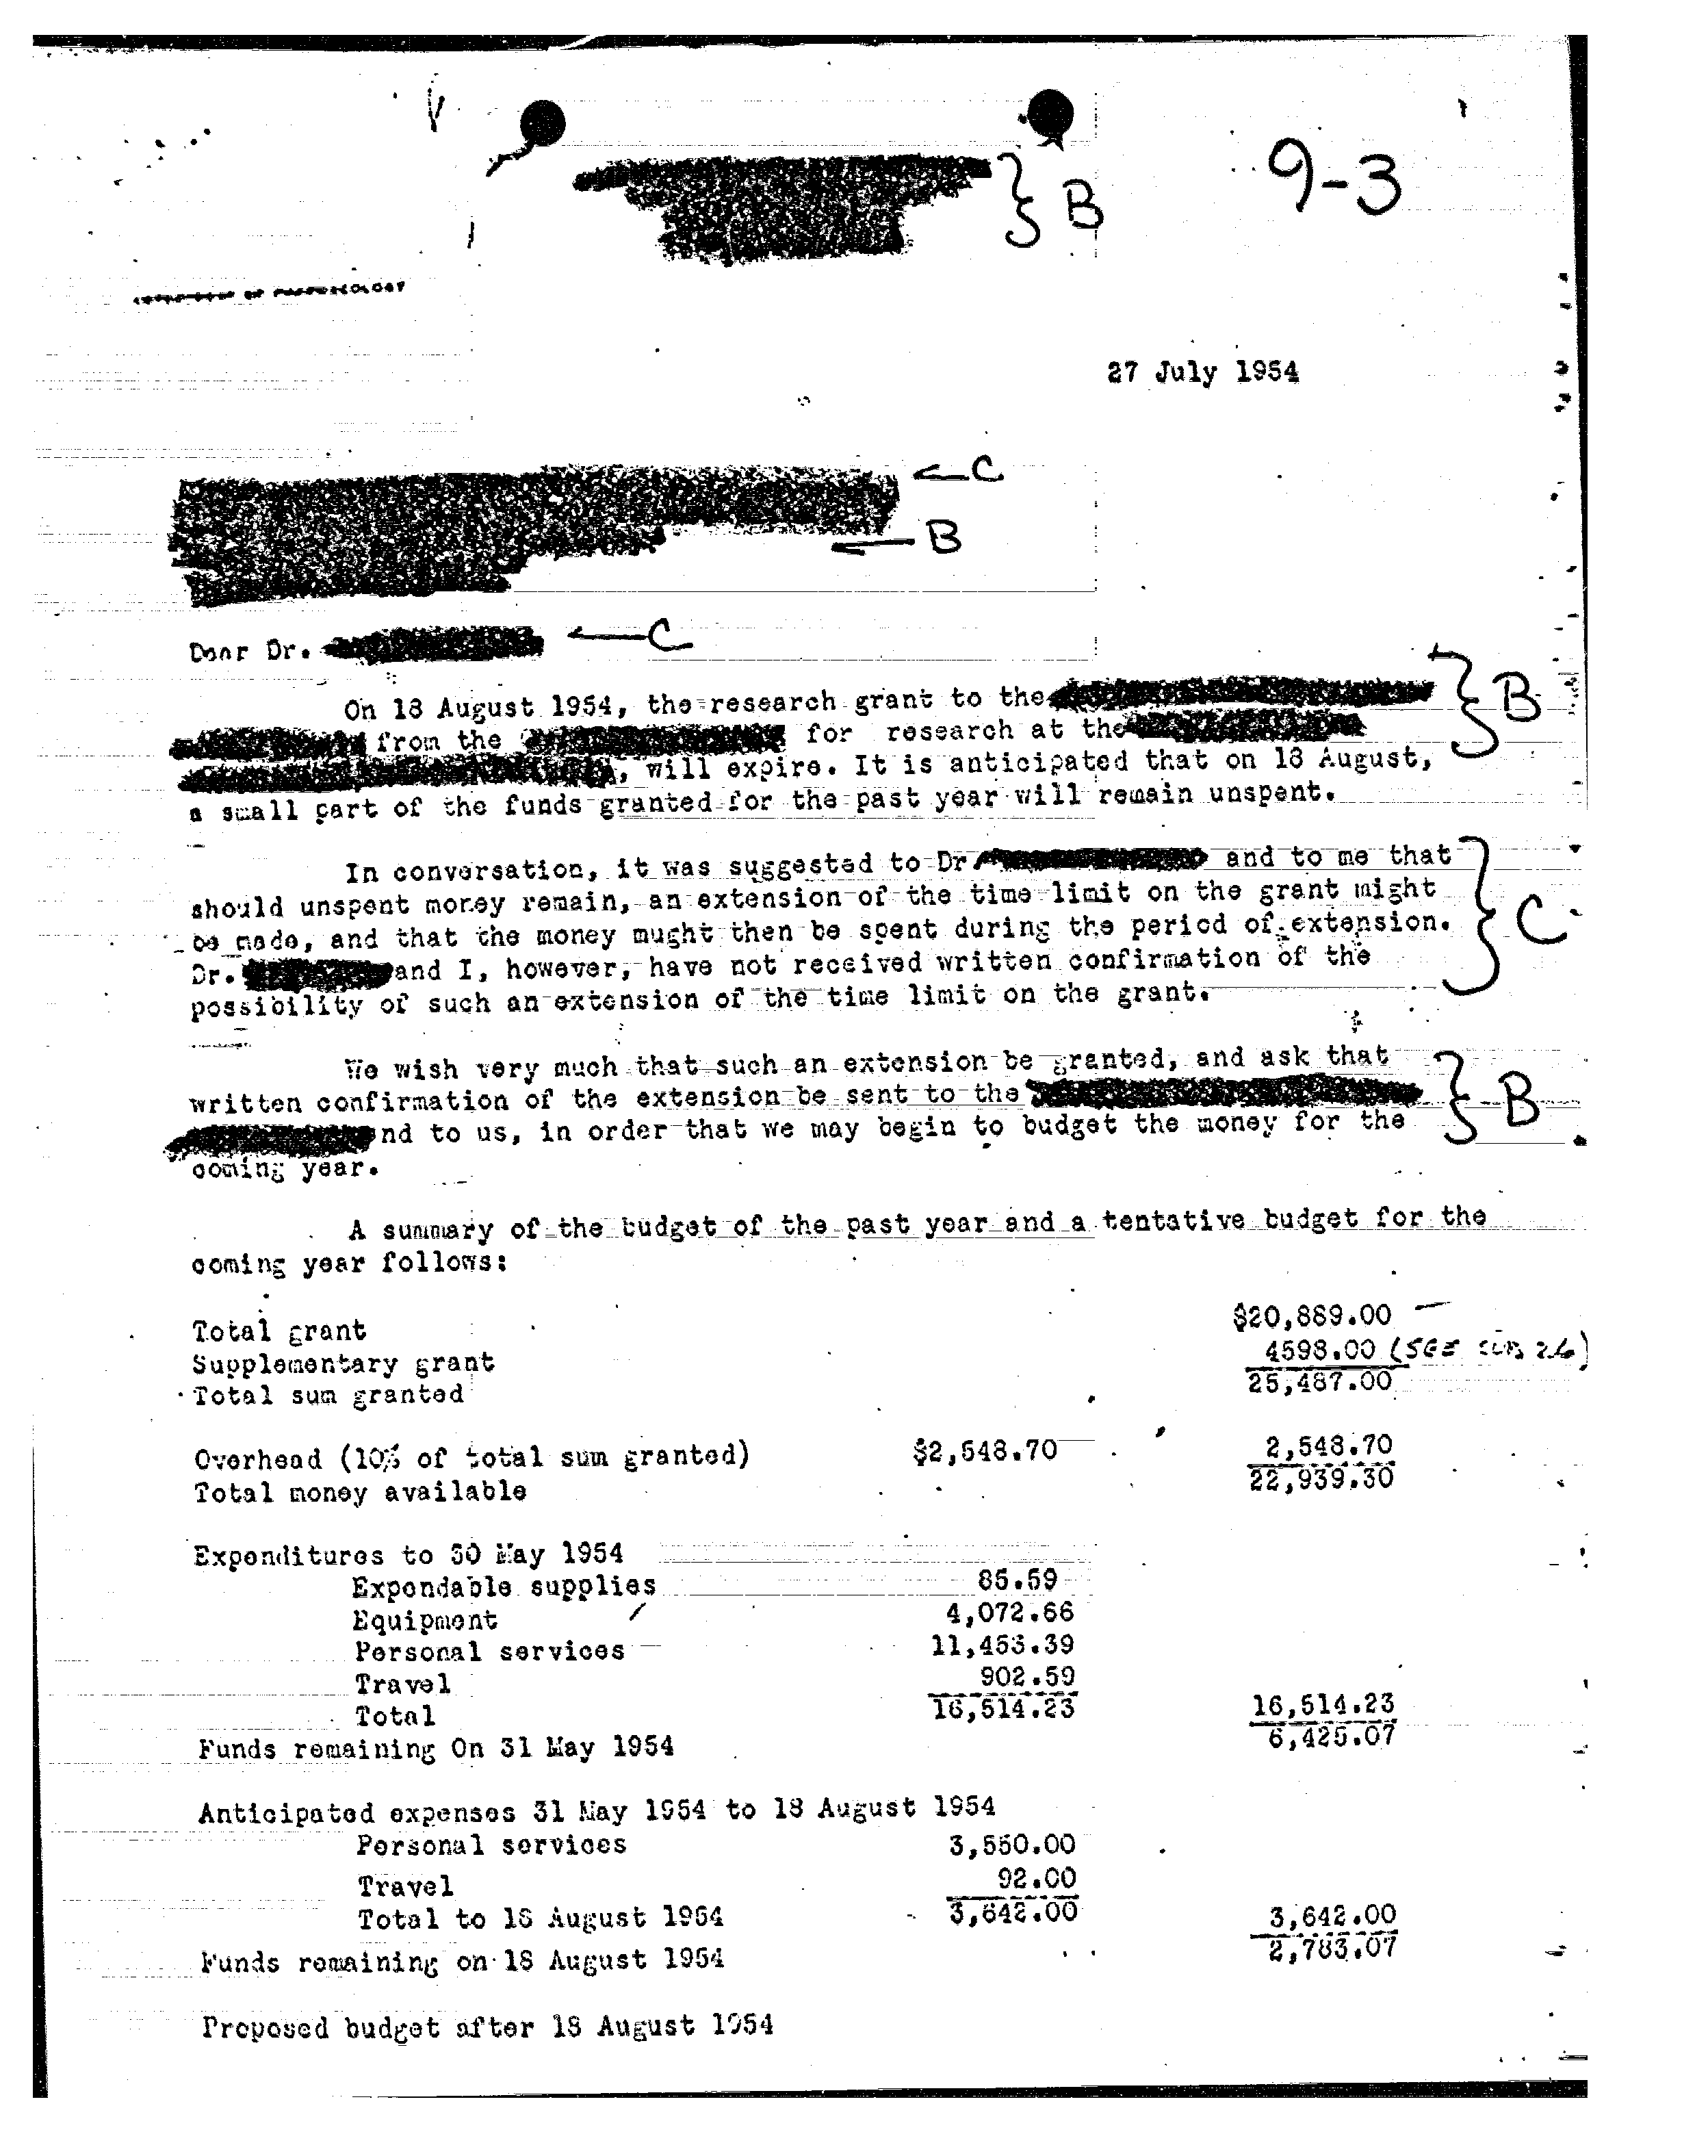 B
9-3
DEPARTMENT OF PHARMACOLOGY
27 July 1954
C
B
Dear Dr.
C
On 18 August 1954, the research grant to the
B
from the for research at the
, will expire. It is anticipated that on 18 August,
a small part of the funds granted for the past year will remain unspent.
In conversation, it was suggested to Dr and to me that
should unspent money remain, an extension of the time limit on the grant might
be made, and that the money mught then be spent during the period of extension.
C
Dr. and I, however, have not received written confirmation of the
possibility of such an extension of the time limit on the grant.
We wish very much that such an extension be granted, and ask that
written confirmation of the extension be sent to the
B
nd to us, in order that we may begin to budget the money for the
coming year.
A summary of the budget of the past year and a tentative budget for the
coming year follows:
Total grant $20,889.00
Supplementary grant 4598.00 (SEE
Total sum granted 25,487.00
Overhead (10% of total sum granted) $2,548.70 2,548.70
Total money available 22,939.30
Expenditures to 30 May 1954
Expendable supplies 85.59
Equipment 4,072.66
Personal services 11,453.39
Travel 902.59
Total 16,514.23 16,514.23
Funds remaining On 31 May 1954 6,425.07
Anticipated expenses 31 May 1954 to 18 August 1954
Personal services 3,550.00
Travel 92.00
Total to 18 August 1954 3,642.00 3,642.00
Funds remaining on 18 August 1954 2,783.07
Proposed budget after 18 August 1954